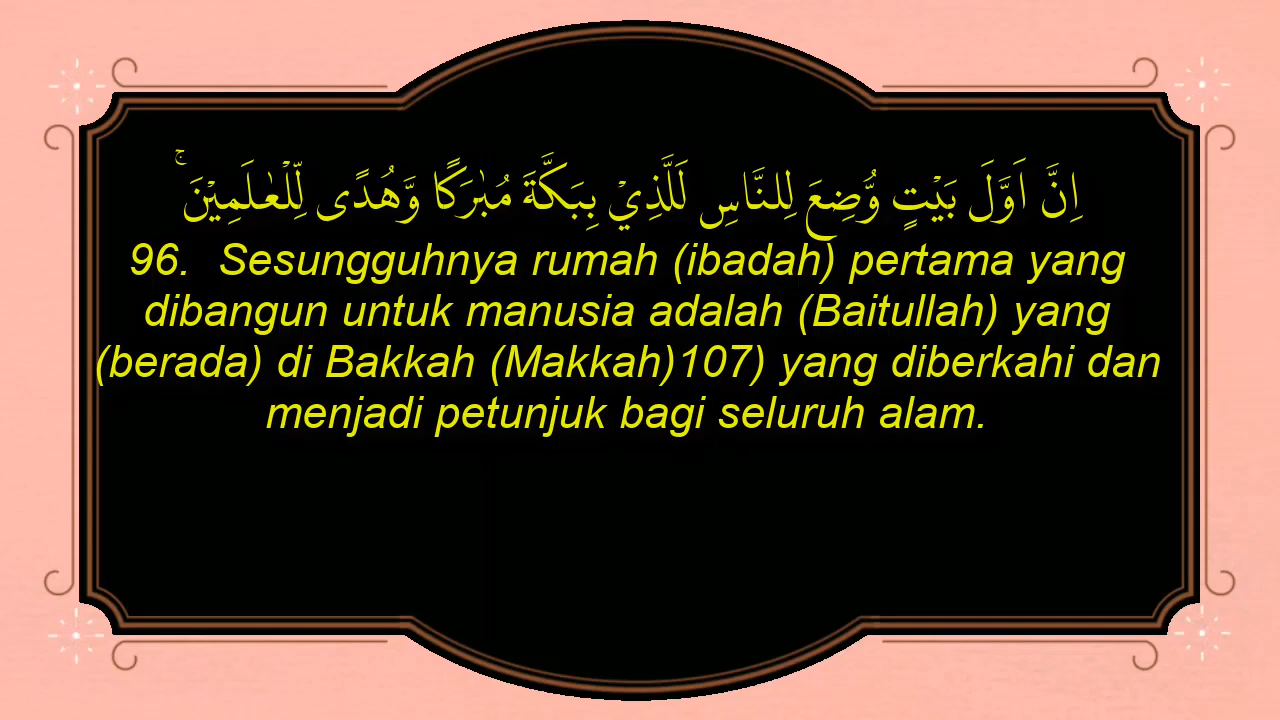 اِنَّ اَوَّلَ بَيْتٍ وُّضِعَ لِلنَّاسِ لَلَّذِيْ بِبَكَّةَ مُبٰرَكًا وَّهُدًى لِّلْعٰلَمِيْنَۚ
96.  Sesungguhnya rumah (ibadah) pertama yang
dibangun untuk manusia adalah (Baitullah) yang
(berada) di Bakkah (Makkah)107) yang diberkahi dan
menjadi petunjuk bagi seluruh alam.